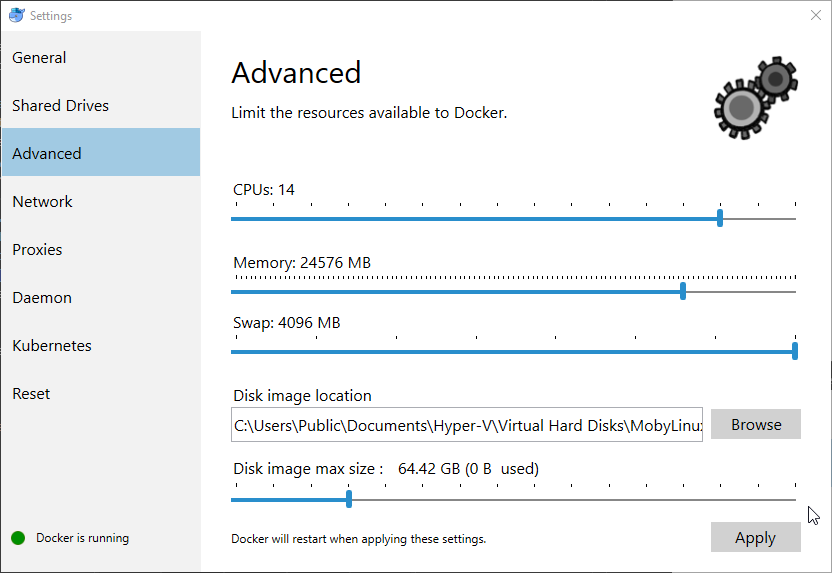 Settings
General
Shared Drives
Advanced
Network
Proxies
Daemon
Kubernetes
Reset
Docker is running
Advanced
Limit the resources available to Docker.
CPUs: 14
Memory: 24576 MB
Swap: 4096 MB
Disk image location
C:\Users\Public\Documents\Hyper-V\Virtual Hard Disks\MobyLinux
Browse
Disk image max size : 64.42 GB (0 B used)
Docker will restart when applying these settings.
Apply